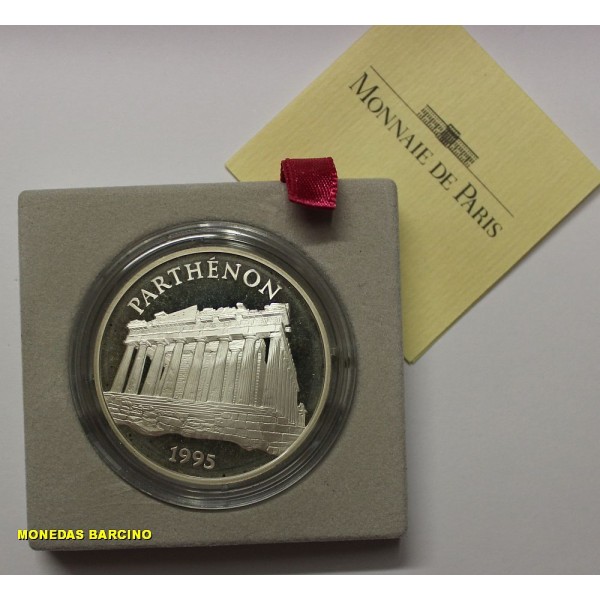 MONNAIE DE PARIS
PARTHÉNON
1995
MONEDAS BARCINO